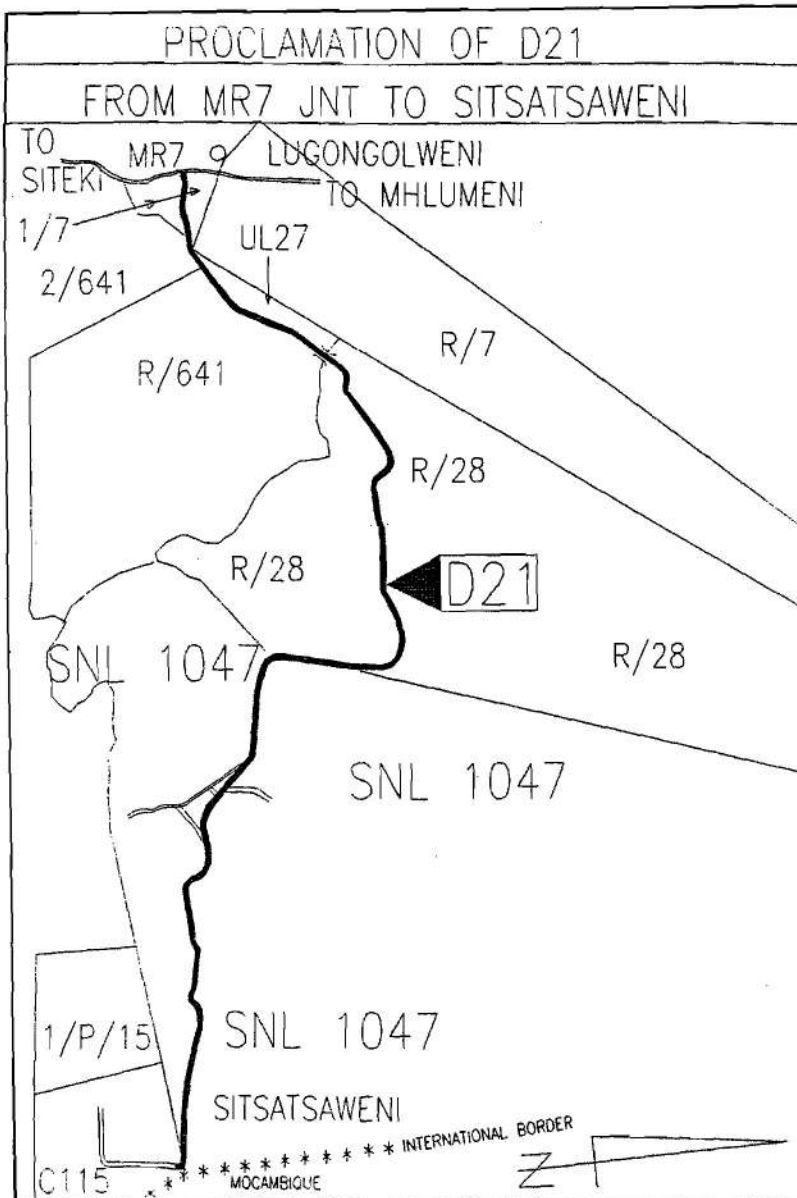 PROCLAMATION OF D21
FROM MR7 JNT TO SITSATSAWENI
TO SITEKI
MR7
LUGONGOLWENI
TO MHLUMENI
1/7
UL27
2/641
R/7
R/641
R/28
R/28
D21
SNL 1047
R/28
SNL 1047
1/P/15
SNL 1047
SITSATSAWENI
INTERNATIONAL BORDER
MOCAMBIQUE
C115
N